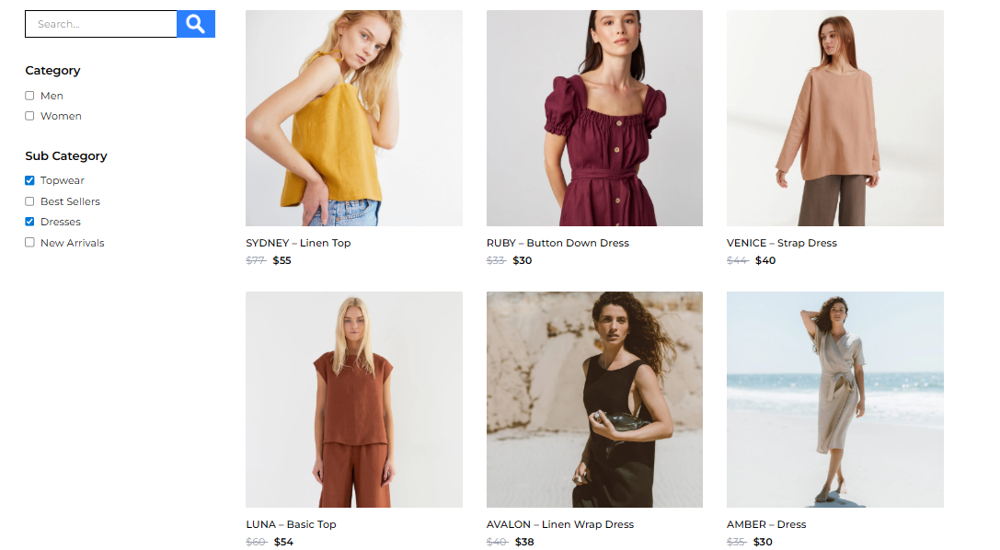 Search...
Category
Men
Women
Sub Category
Topwear
Best Sellers
Dresses
New Arrivals
SYDNEY – Linen Top
$77 $55
RUBY – Button Down Dress
$33 $30
VENICE – Strap Dress
$44 $40
LUNA – Basic Top
$60 $54
AVALON – Linen Wrap Dress
$40 $38
AMBER – Dress
$35 $30